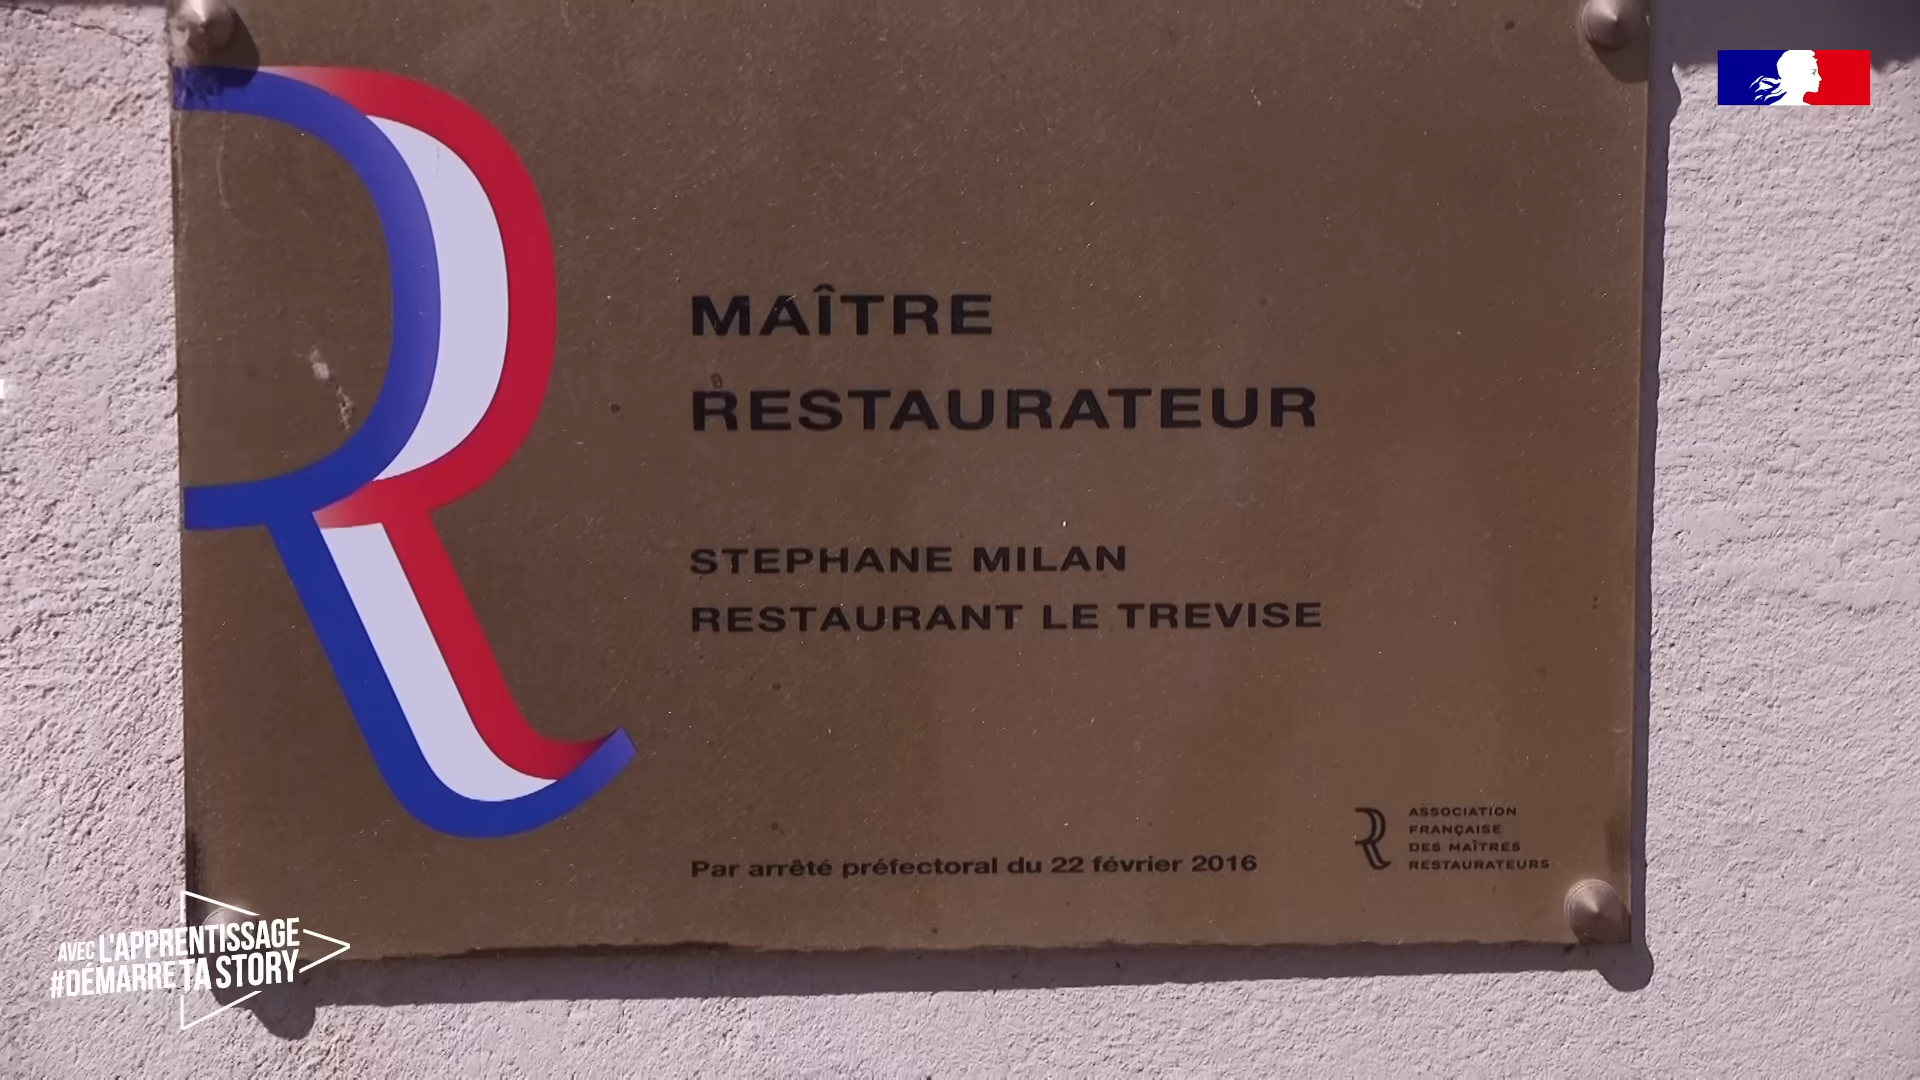 MAÎTRE
RESTAURATEUR
STEPHANE MILAN
RESTAURANT LE TREVISE
Par arrêté préfectoral du 22 février 2016
ASSOCIATION
FRANÇAISE
DES MAÎTRES
RESTAURATEURS
AVEC L'APPRENTISSAGE
#DÉMARRE TA STORY